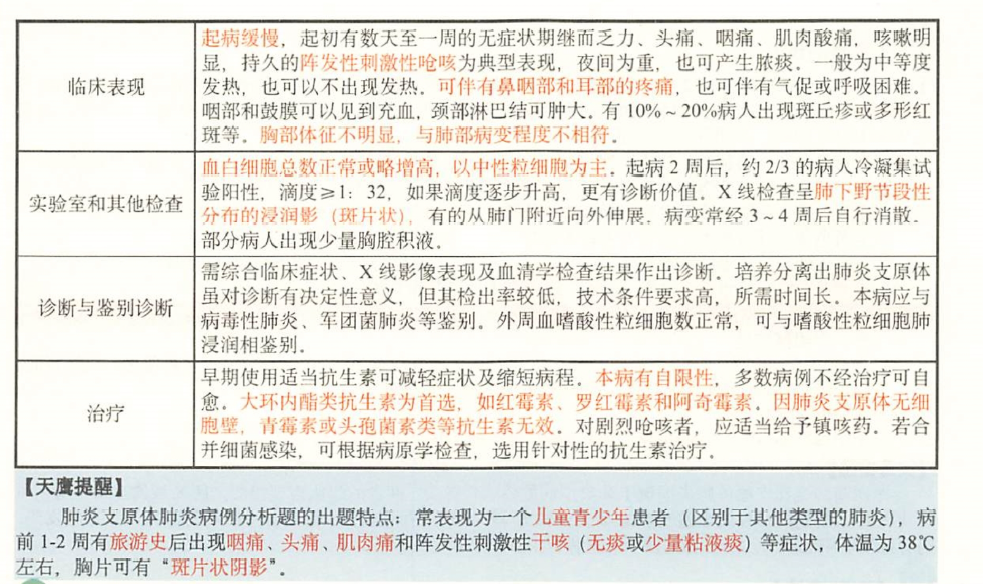 临床表现
起病缓慢，起初有数天至一周的无症状期继而乏力、头痛、咽痛、肌肉酸痛，咳嗽明
显，持久的阵发性刺激性呛咳为典型表现，夜间为重，也可产生脓痰。一般为中等度
发热，也可以不出现发热。可伴有鼻咽部和耳部的疼痛，也可伴有气促或呼吸困难。
咽部和鼓膜可以见到充血，颈部淋巴结可肿大。有 10%～20%病人出现斑丘疹或多形红
斑等。胸部体征不明显，与肺部病变程度不相符。
实验室和其他检查
血白细胞总数正常或略增高，以中性粒细胞为主。起病 2 周后，约 2/3 的病人冷凝集试
验阳性，滴度≥1：32，如果滴度逐步升高，更有诊断价值。X 线检查呈肺下野节段性
分布的浸润影（斑片状），有的从肺门附近向外伸展。病变常经 3～4 周后自行消散。
部分病人出现少量胸腔积液。
诊断与鉴别诊断
需综合临床症状、X 线影像表现及血清学检查结果作出诊断。培养分离出肺炎支原体
虽对诊断有决定性意义，但其检出率较低，技术条件要求高，所需时间长。本病应与
病毒性肺炎、军团菌肺炎等鉴别。外周血嗜酸性粒细胞数正常，可与嗜酸性粒细胞肺
浸润相鉴别。
治疗
早期使用适当抗生素可减轻症状及缩短病程。本病有自限性，多数病例不经治疗可自
愈。大环内酯类抗生素为首选，如红霉素、罗红霉素和阿奇霉素。因肺炎支原体无细
胞壁，青霉素或头孢菌素类等抗生素无效。对剧烈呛咳者，应适当给予镇咳药。若合
并细菌感染，可根据病原学检查，选用针对性的抗生素治疗。
【天鹰提醒】
肺炎支原体肺炎病例分析题的出题特点：常表现为一个儿童青少年患者（区别于其他类型的肺炎），病
前 1-2 周有旅游史后出现咽痛、头痛、肌肉痛和阵发性刺激性干咳（无痰或少量粘液痰）等症状，体温为 38℃
左右，胸片可有“斑片状阴影”。